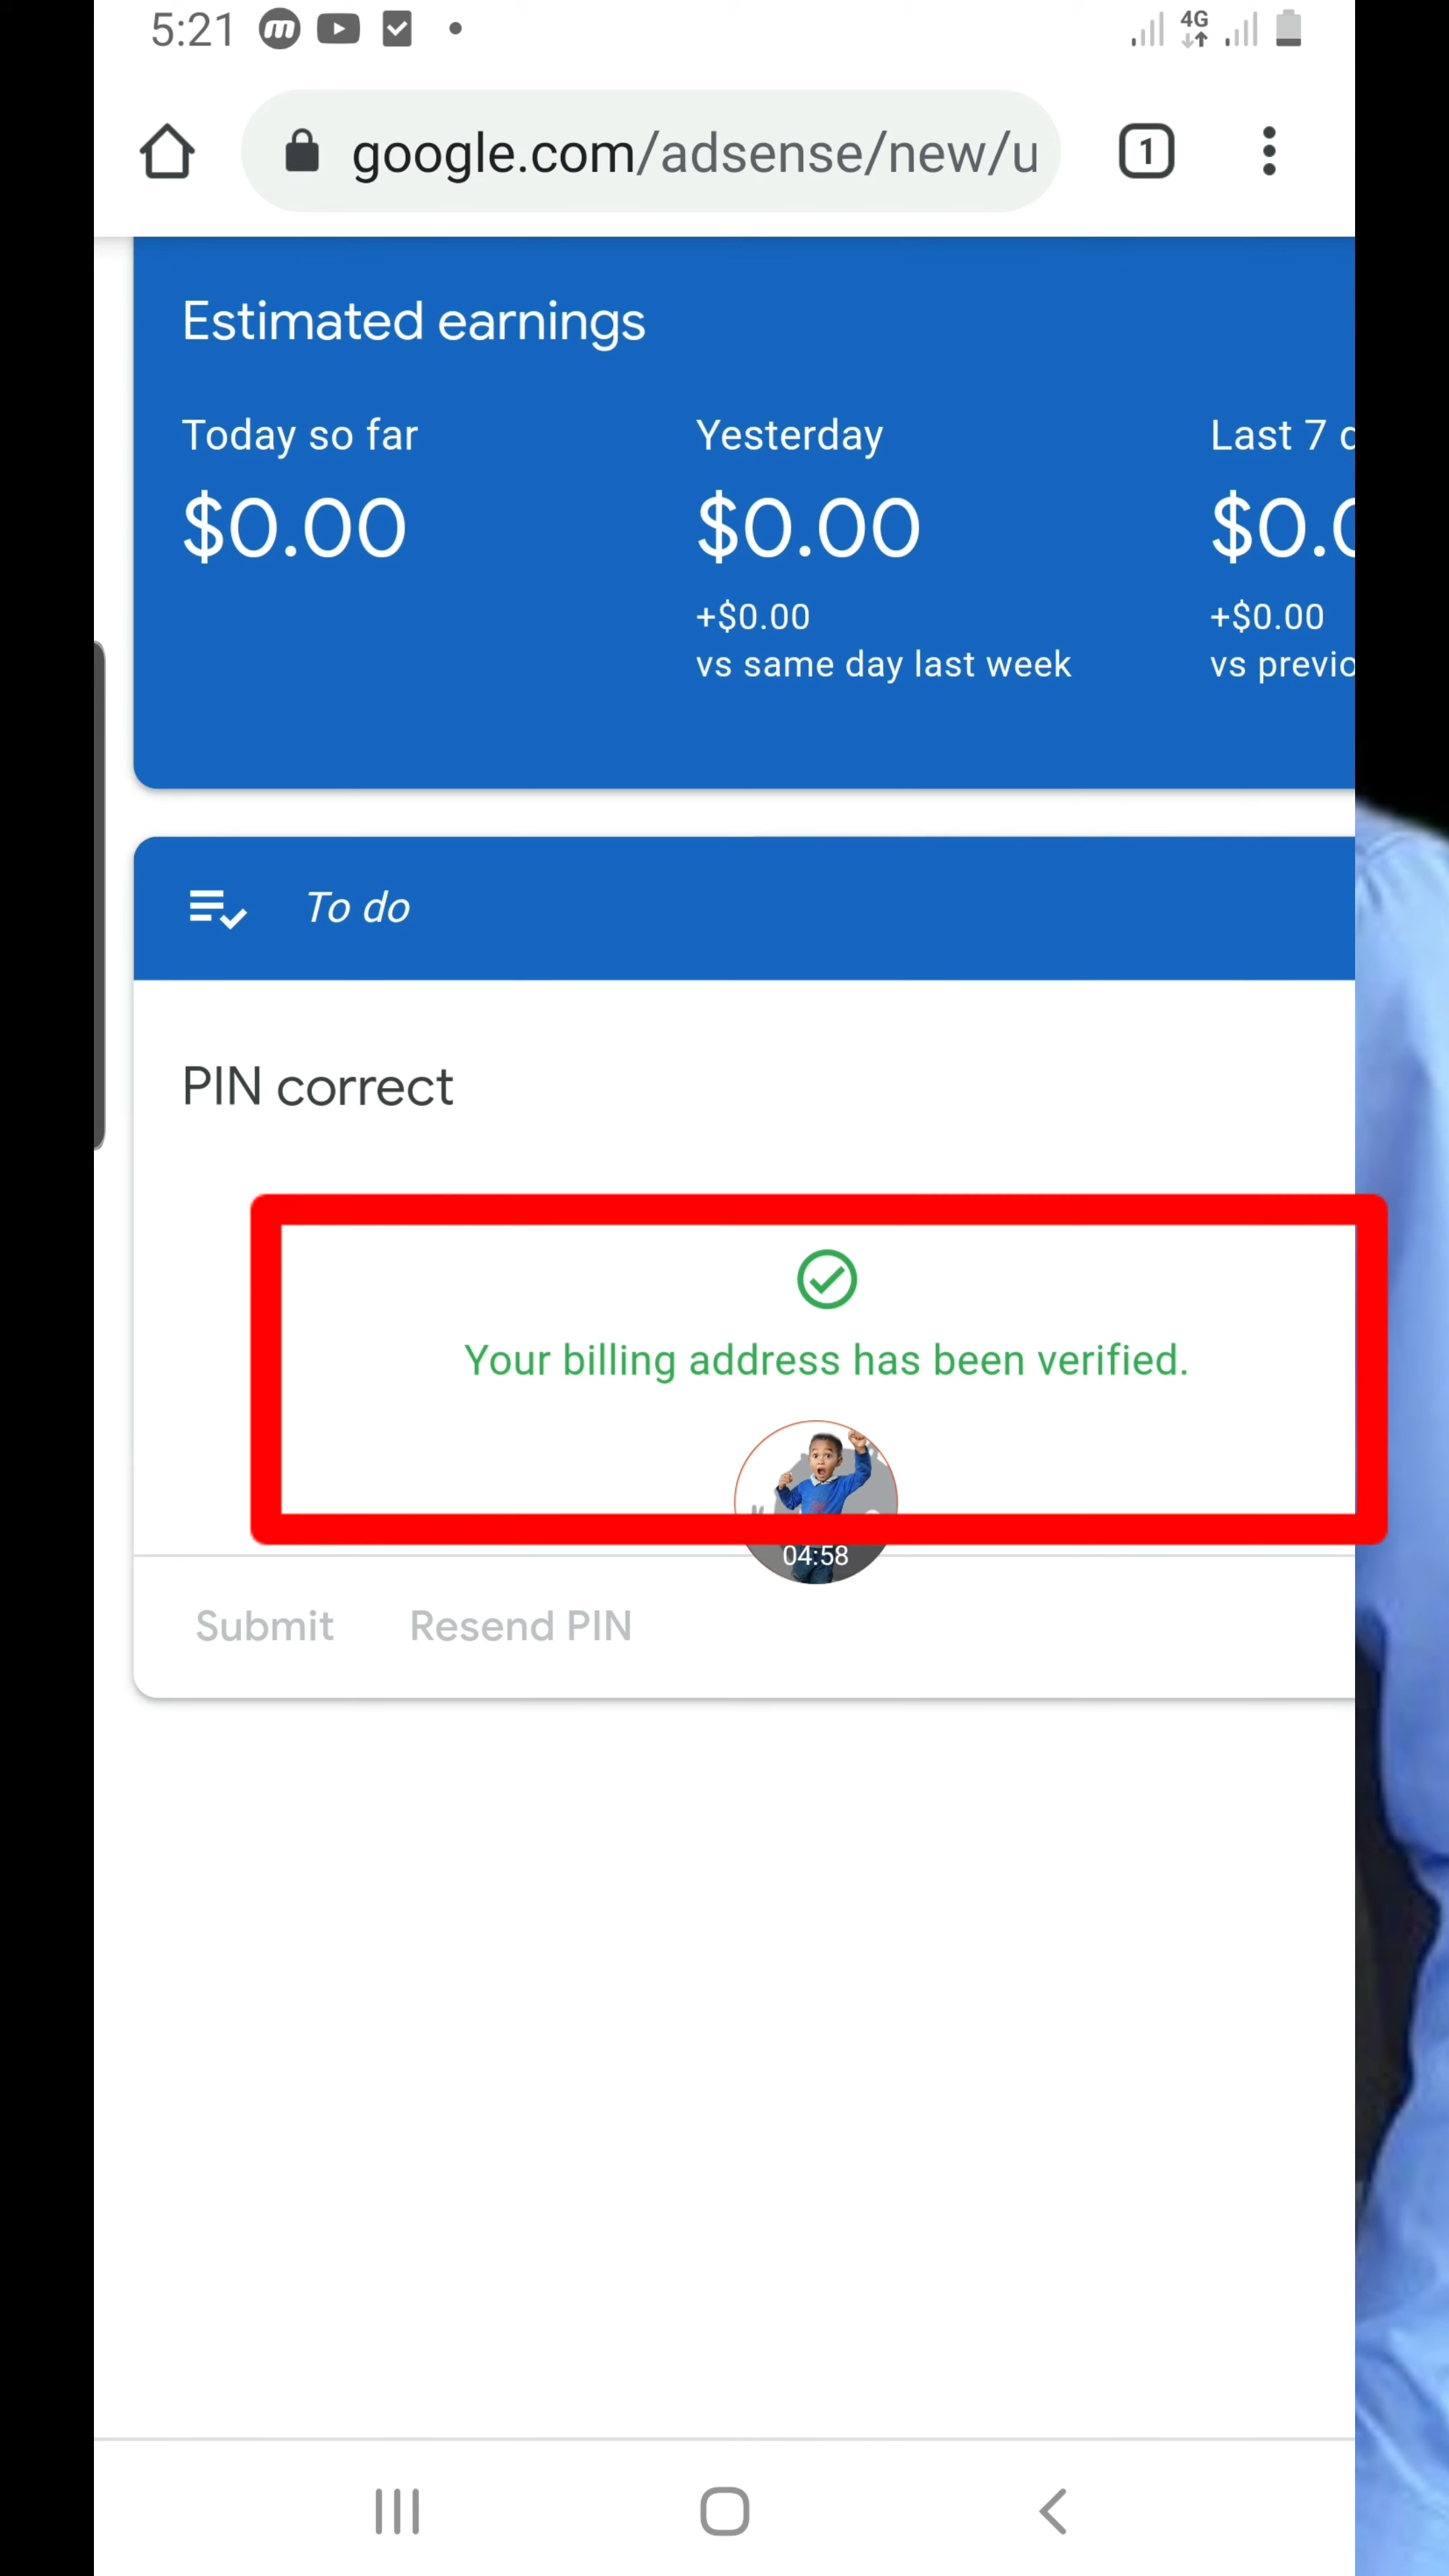 5:21
4G
google.com/adsense/new/u
1
Estimated earnings
Today so far
Yesterday
Last 7
$0.00
$0.00
$0.0
+$0.00
+$0.00
vs same day last week
vs previo
To do
PIN correct
Your billing address has been verified.
04:58
Submit
Resend PIN